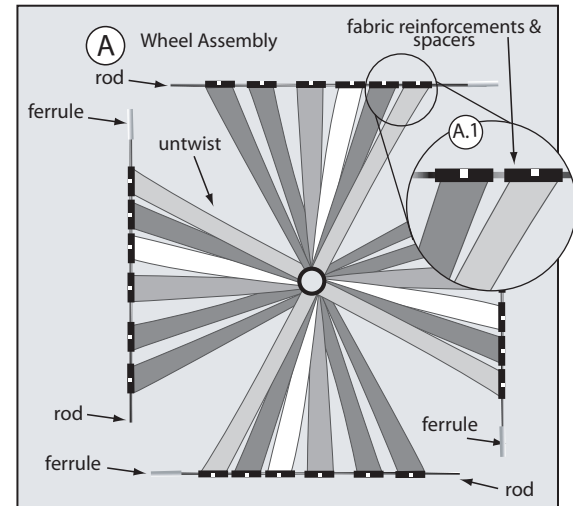 A
Wheel Assembly
fabric reinforcements &
spacers
rod
ferrule
A.1
untwist
rod
ferrule
ferrule
rod